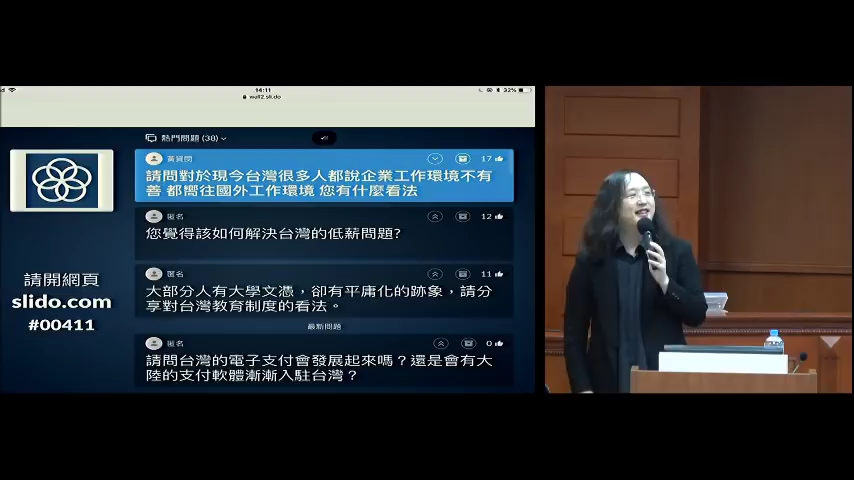 14:11
wall2.sli.do
32%
熱門問題 (38)
黃賢閔
17
請問對於現今台灣很多人都說企業工作環境不友
善 都嚮往國外工作環境 您有什麼看法
匿名
12
您覺得該如何解決台灣的低薪問題?
匿名
11
大部分人有大學文憑，卻有平庸化的跡象，請分
享對台灣教育制度的看法。
最新問題
匿名
0
請問台灣的電子支付會發展起來嗎？還是會有大
陸的支付軟體漸漸入駐台灣？
請開網頁
slido.com
#00411